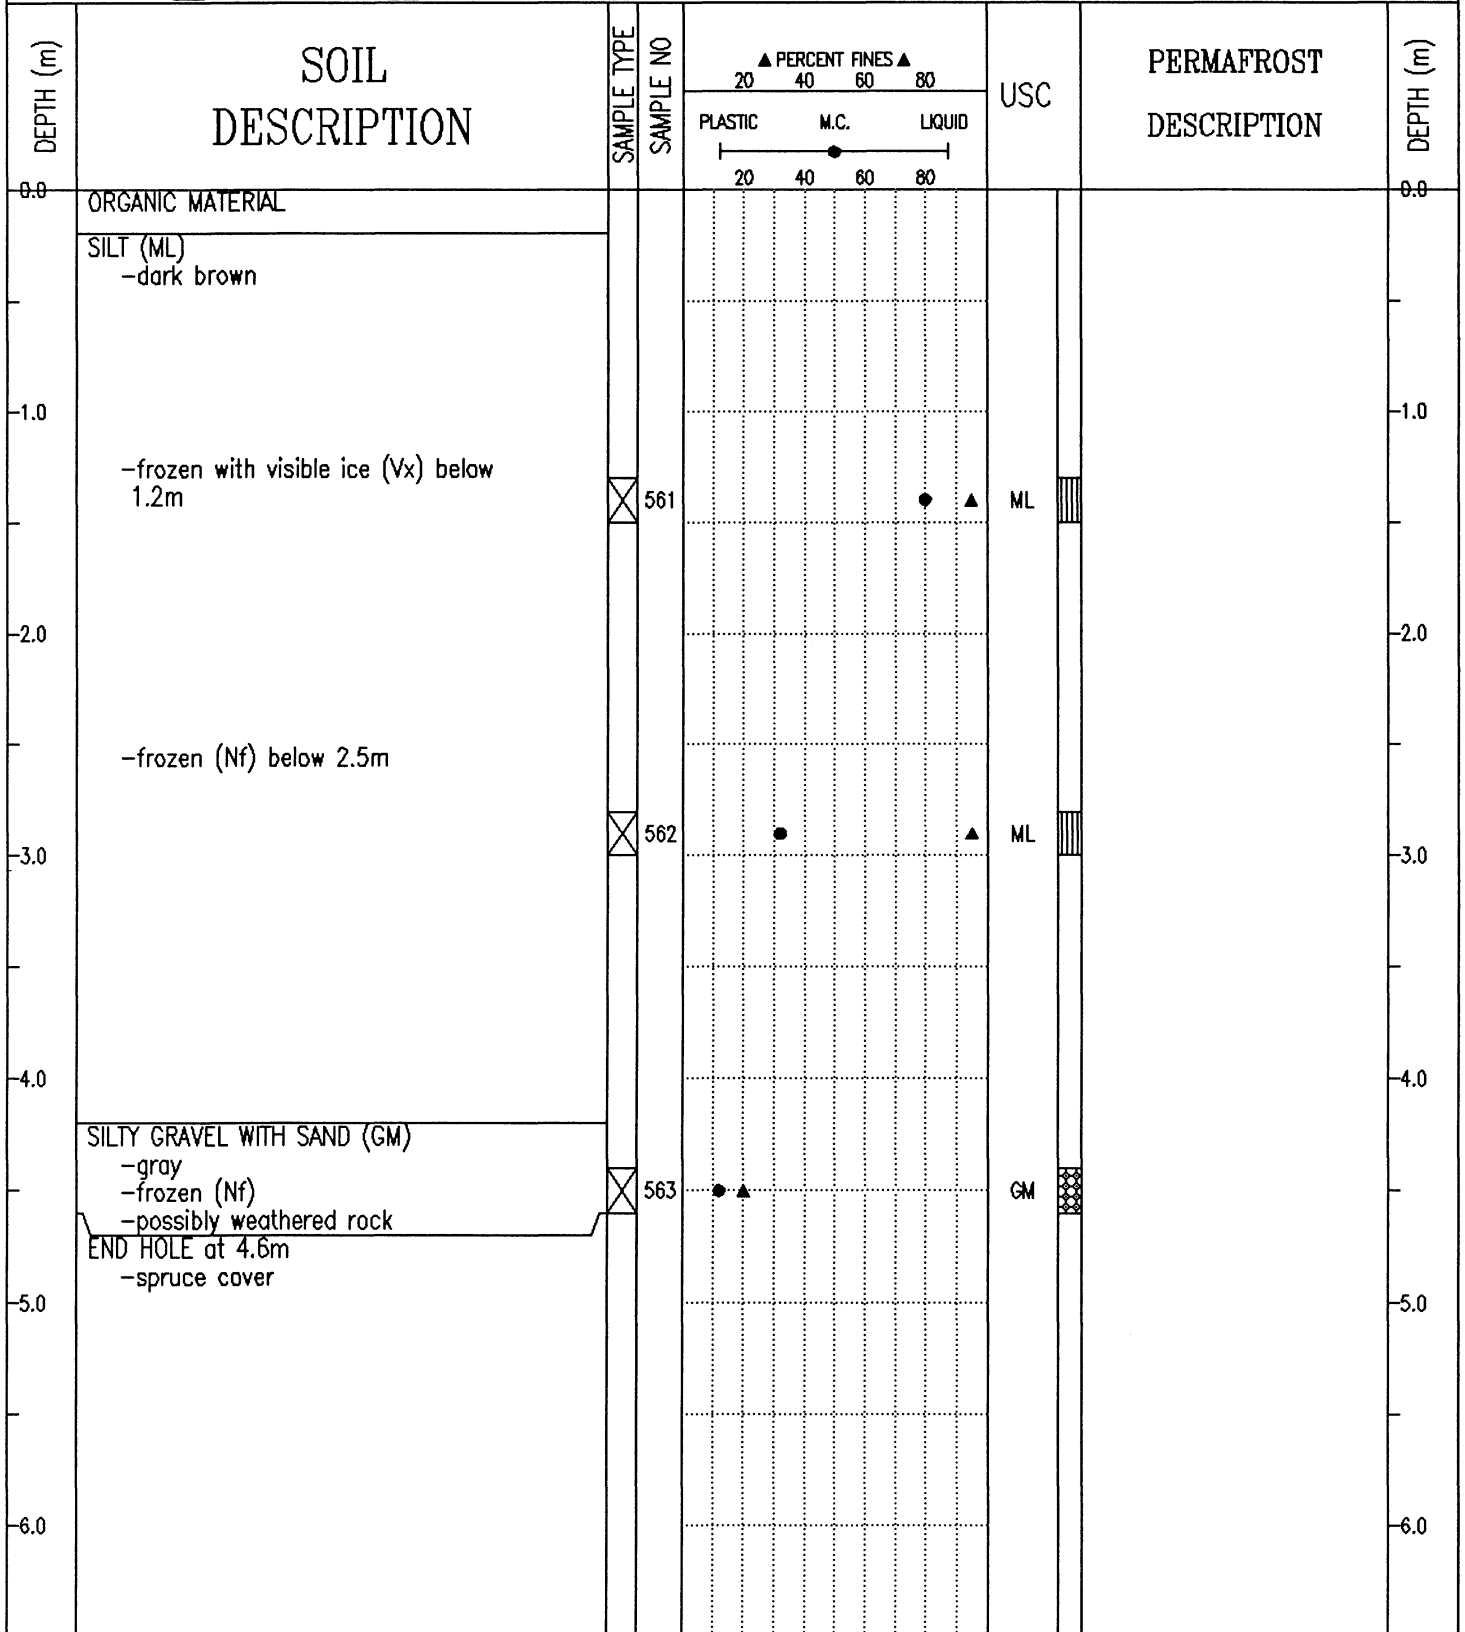 DEPTH (m)
SOIL
DESCRIPTION
SAMPLE TYPE
SAMPLE NO
▲ PERCENT FINES ▲
20 40 60 80
PLASTIC M.C. LIQUID
20 40 60 80
USC
PERMAFROST
DESCRIPTION
DEPTH (m)
0.0 0.0
ORGANIC MATERIAL
SILT (ML)
-dark brown
1.0 1.0
-frozen with visible ice (Vx) below
1.2m
561 ML
2.0 2.0
-frozen (Nf) below 2.5m
562 ML
3.0 3.0
4.0 4.0
SILTY GRAVEL WITH SAND (GM)
-gray
-frozen (Nf)
563 GM
-possibly weathered rock
END HOLE at 4.6m
-spruce cover
5.0 5.0
6.0 6.0